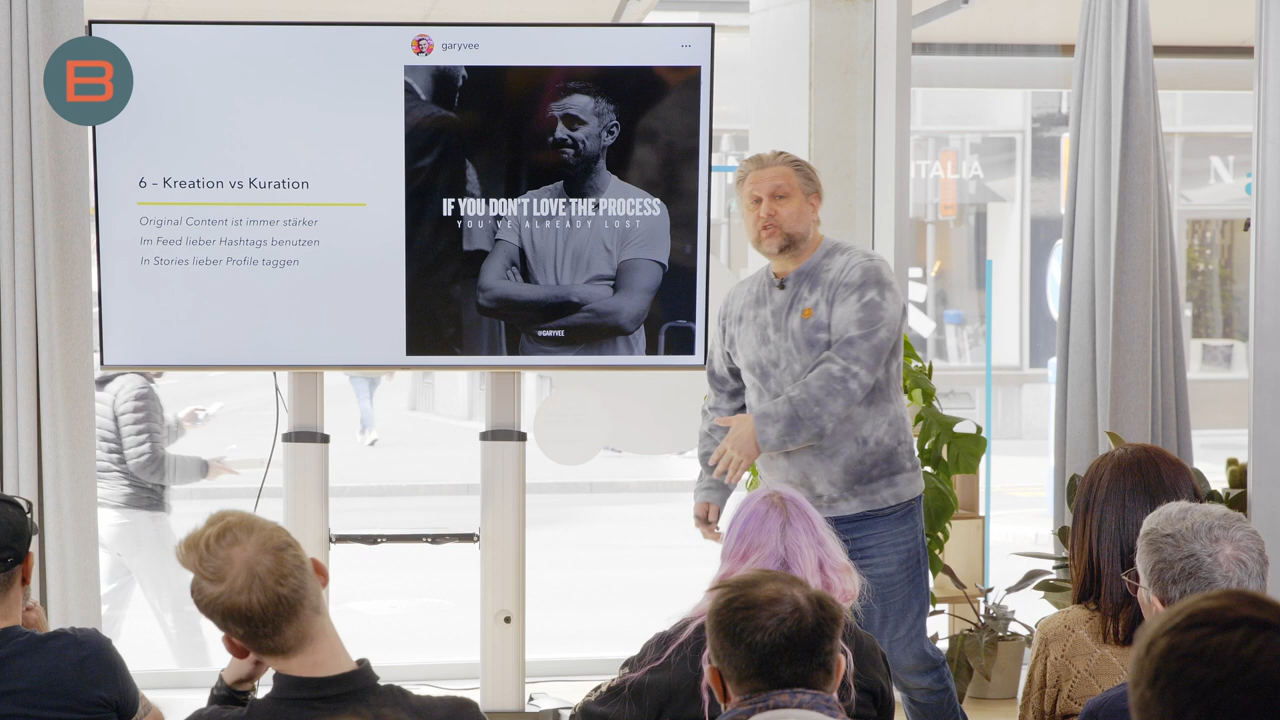 B
garyvee
6 – Kreation vs Kuration
Original Content ist immer stärker
Im Feed lieber Hashtags benutzen
In Stories lieber Profile taggen
IF YOU DON'T LOVE THE PROCESS
YOU'VE ALREADY LOST
@GARYVEE
ITALIA
N